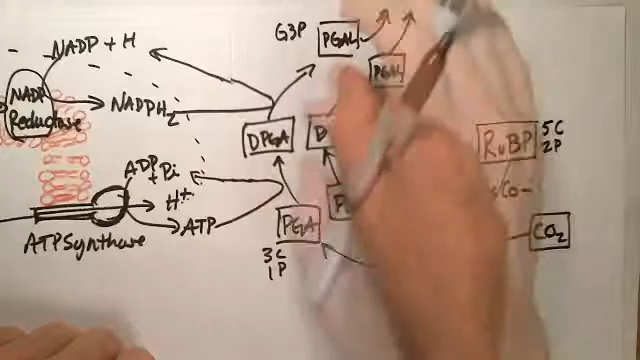 G3P
PGAL
NADP + H
PGAL
NADP
Reductase
NADPH2
DPGA
D
RuBP
5C
2P
ADP
+ Pi
H+
ATP
PGA
CO2
ATP Synthase
3C
1P